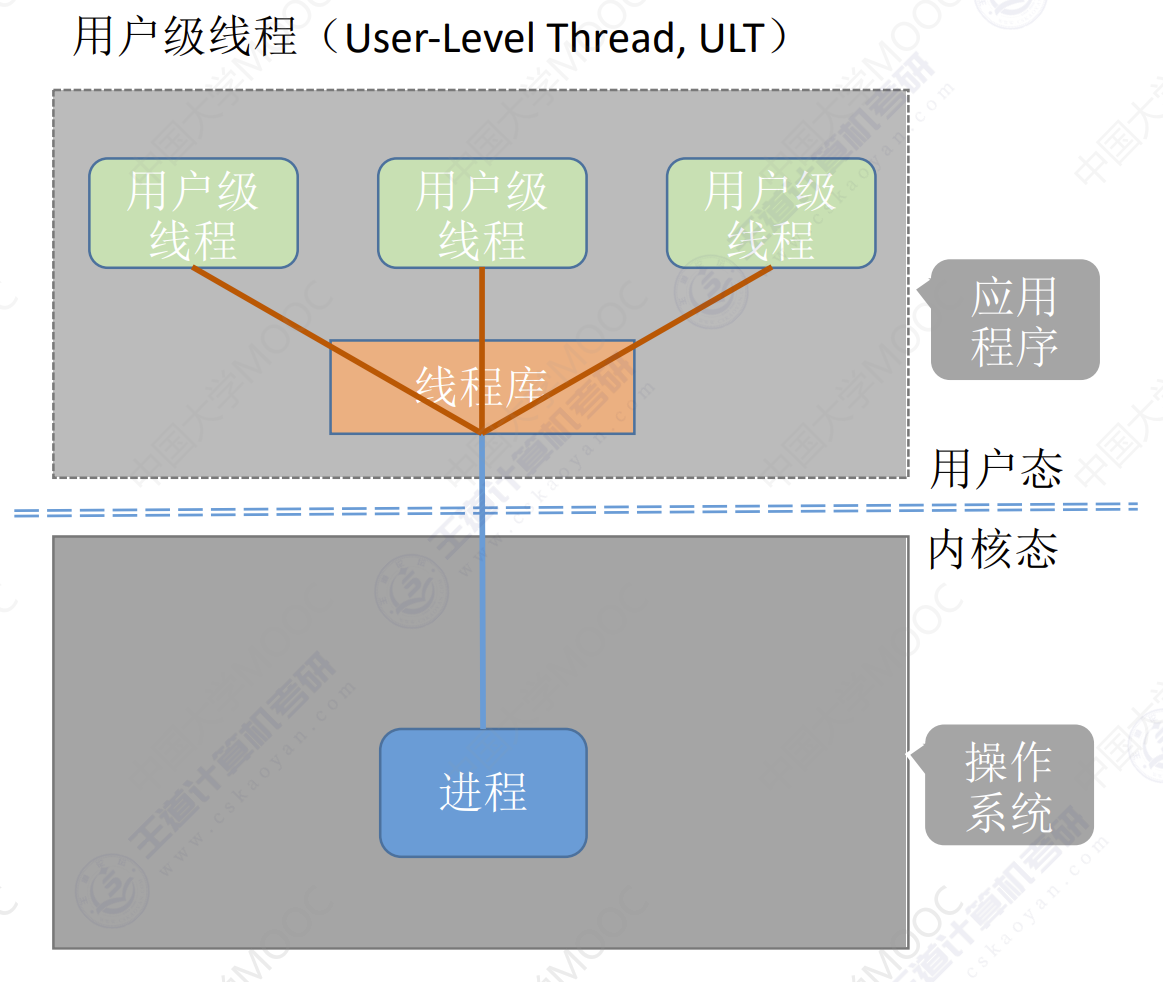 用户级线程（User-Level Thread, ULT）
用户级
线程
用户级
线程
用户级
线程
应用
程序
线程库
用户态
内核态
进程
操作
系统
中国大学MOOC
王道计算机考研
www.cskaoyan.com